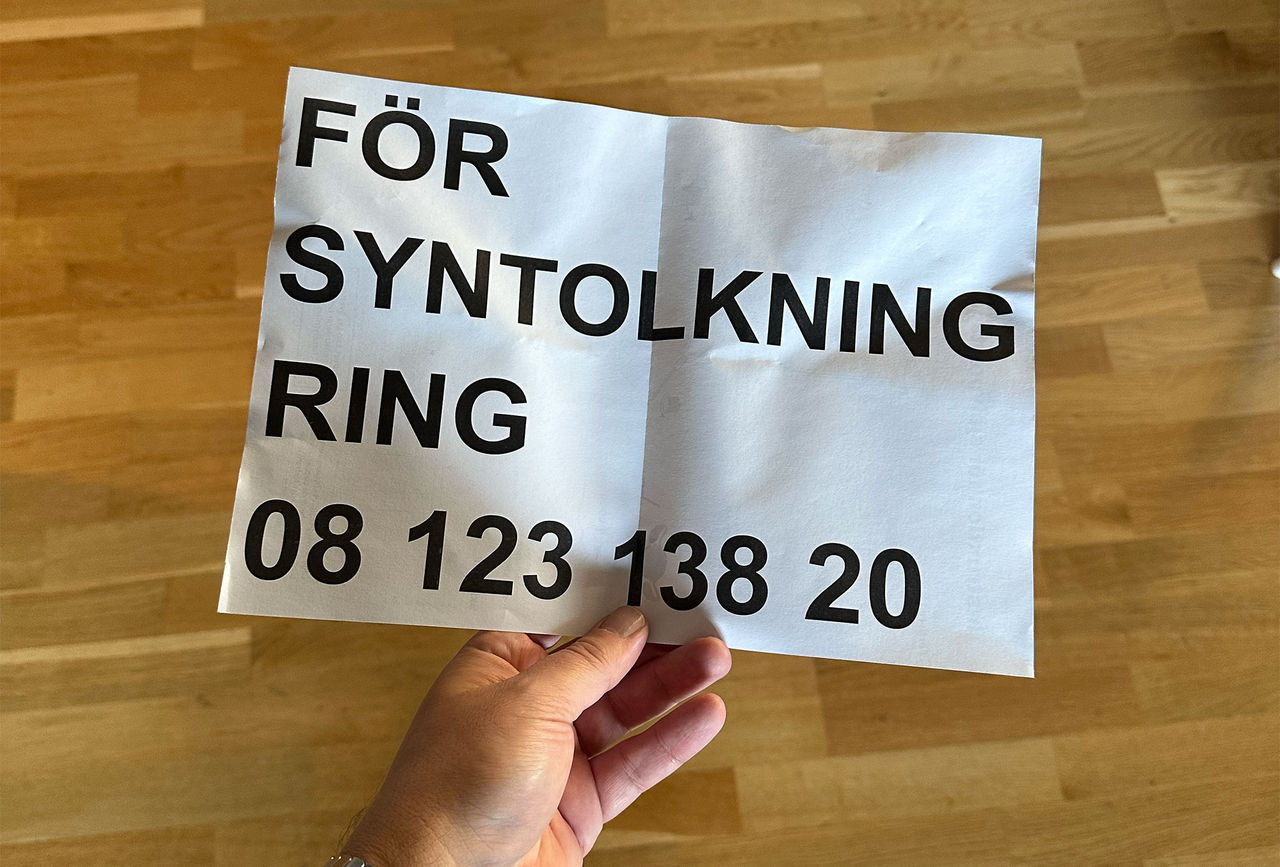 FÖR
SYNTOLKNING
RING
08 123 138 20